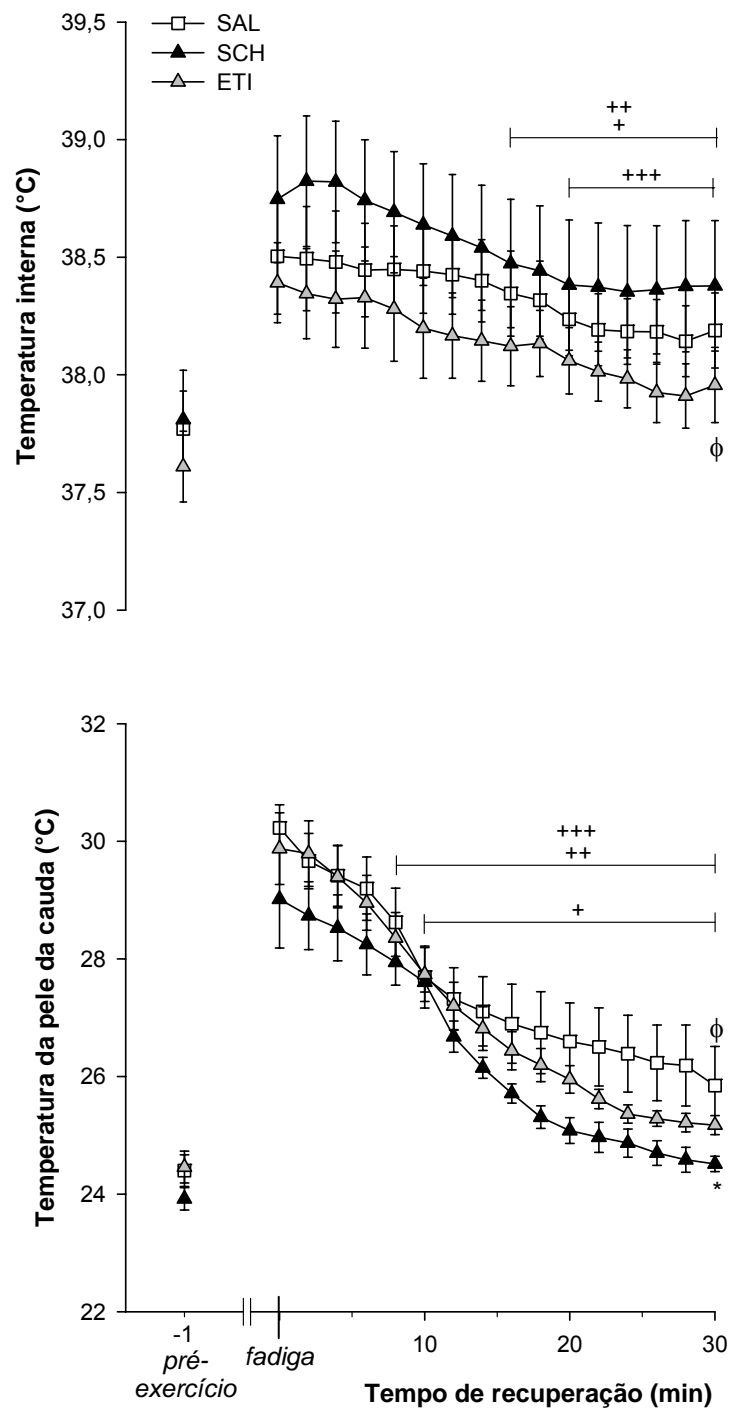 39,5
SAL
SCH
ETI
39,0
38,5
38,0
37,5
37,0
Temperatura interna (°C)
++
+
+++
ϕ
32
30
28
26
24
22
Temperatura da pele da cauda (°C)
+++
++
+
ϕ
*
-1
10
20
30
pré-
exercício
fadiga
Tempo de recuperação (min)